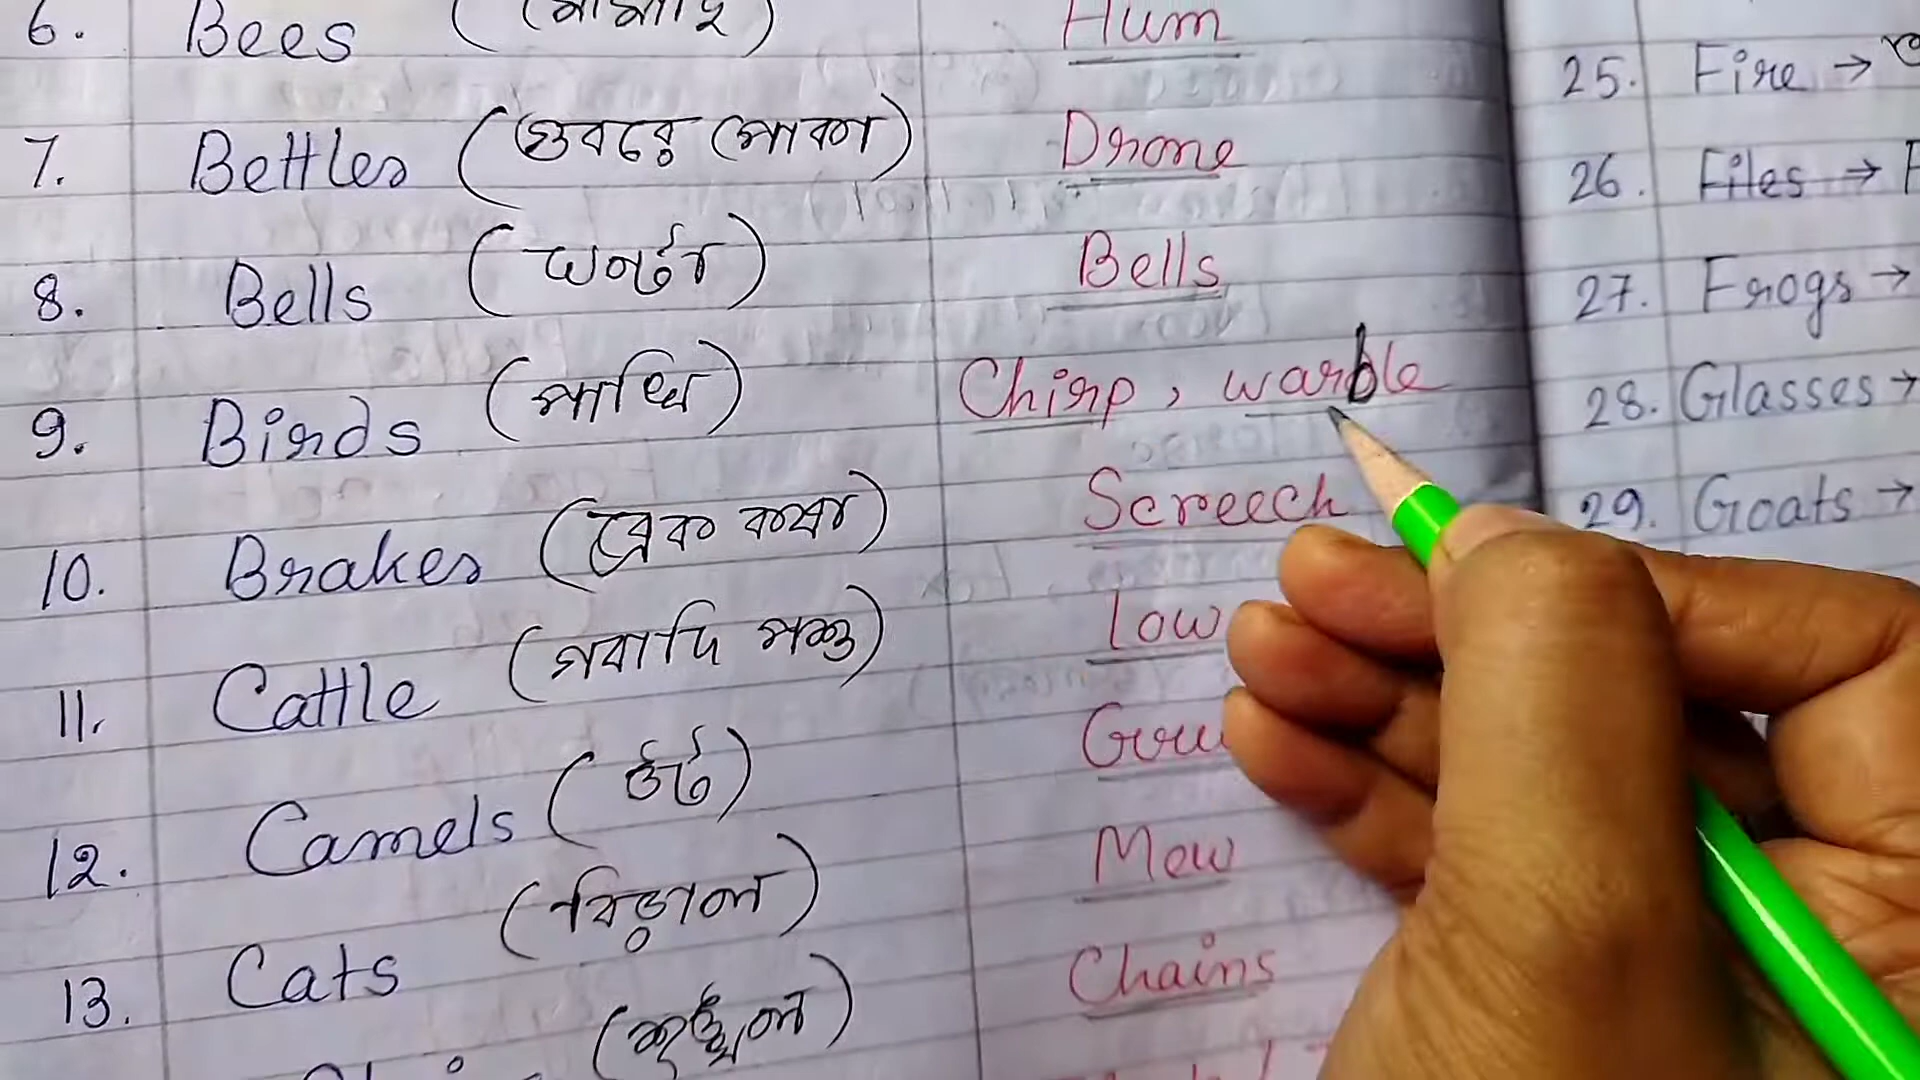 6. Bees (মৌমাছি) Hum
7. Bettles (গুবরে পোকা) Drone
8. Bells (ঘন্টা) Bells
9. Birds (পাখি) Chirp, warble
10. Brakes (ব্রেক কষা) Screech
11. Cattle (গবাদি পশু) Low
12. Camels (উট)
13. Cats (বিড়াল) Mew
(শৃঙ্খল) Chains
25. Fire →
26. Files →
27. Frogs →
28. Glasses →
29. Goats →